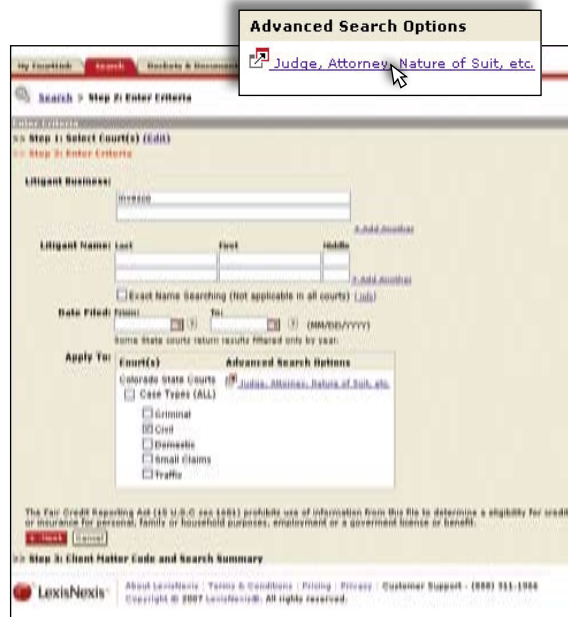 Advanced Search Options
Judge, Attorney, Nature of Suit, etc.
My CourtLink Search Dockets & Documents
Search > Step 2: Enter Criteria
Enter Criteria
>> Step 1: Select Court(s) (Edit)
>> Step 2: Enter Criteria
Litigant Business:
invesco
+ Add Another
Litigant Name: Last First Middle
+ Add Another
Exact Name Searching (Not applicable in all courts) (info)
Date Filed: From: To:
(MM/DD/YYYY)
Some State courts return results filtered only by year.
Apply To: Court(s) Advanced Search Options
Colorado State Courts Judge, Attorney, Nature of Suit, etc.
Case Types (ALL)
Criminal
Civil
Domestic
Small Claims
Traffic
The Fair Credit Reporting Act (15 U.S.C sec 1681) prohibits use of information from this file to determine a eligibility for credit
or insurance for personal, family or household purposes, employment or a goverment license or benefit.
Next Cancel
>> Step 3: Client Matter Code and Search Summary
LexisNexis About LexisNexis | Terms & Conditions | Pricing | Privacy | Customer Support - (888) 311-1966
Copyright © 2007 LexisNexis®. All rights reserved.